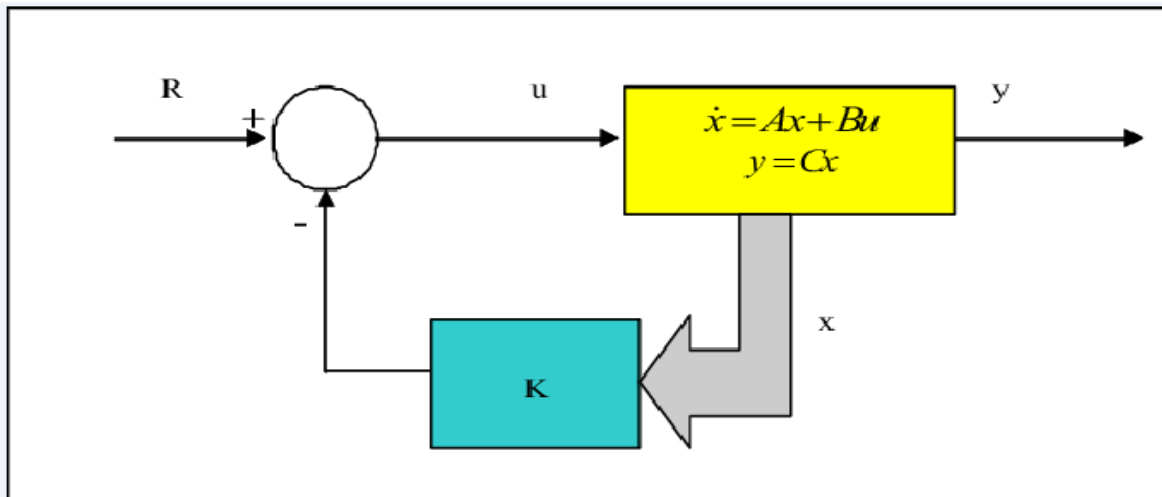 R
u
y
+
ẋ = Ax + Bu
y = Cx
-
x
K